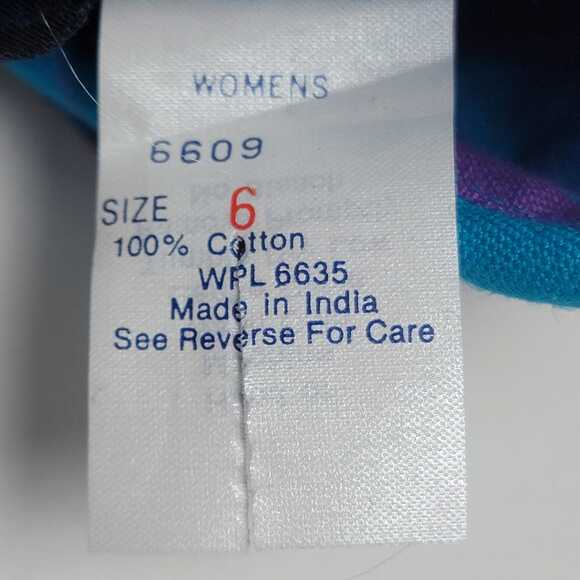 WOMENS
6609
SIZE 6
100% Cotton
WPL 6635
Made in India
See Reverse For Care